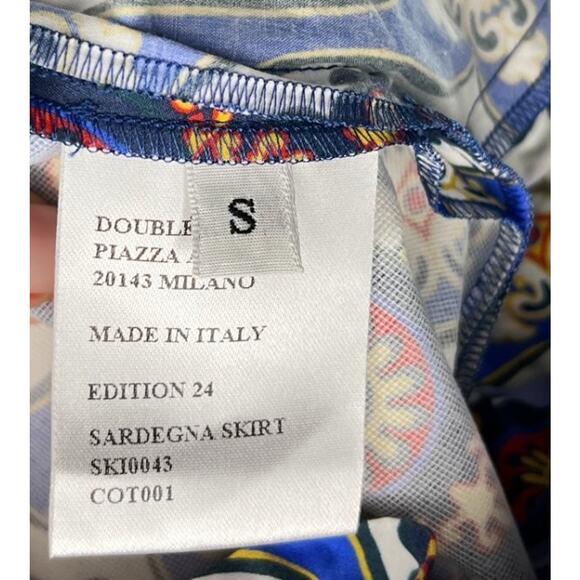 S
DOUBLE
PIAZZA
20143 MILANO
MADE IN ITALY
EDITION 24
SARDEGNA SKIRT
SKI0043
COT001